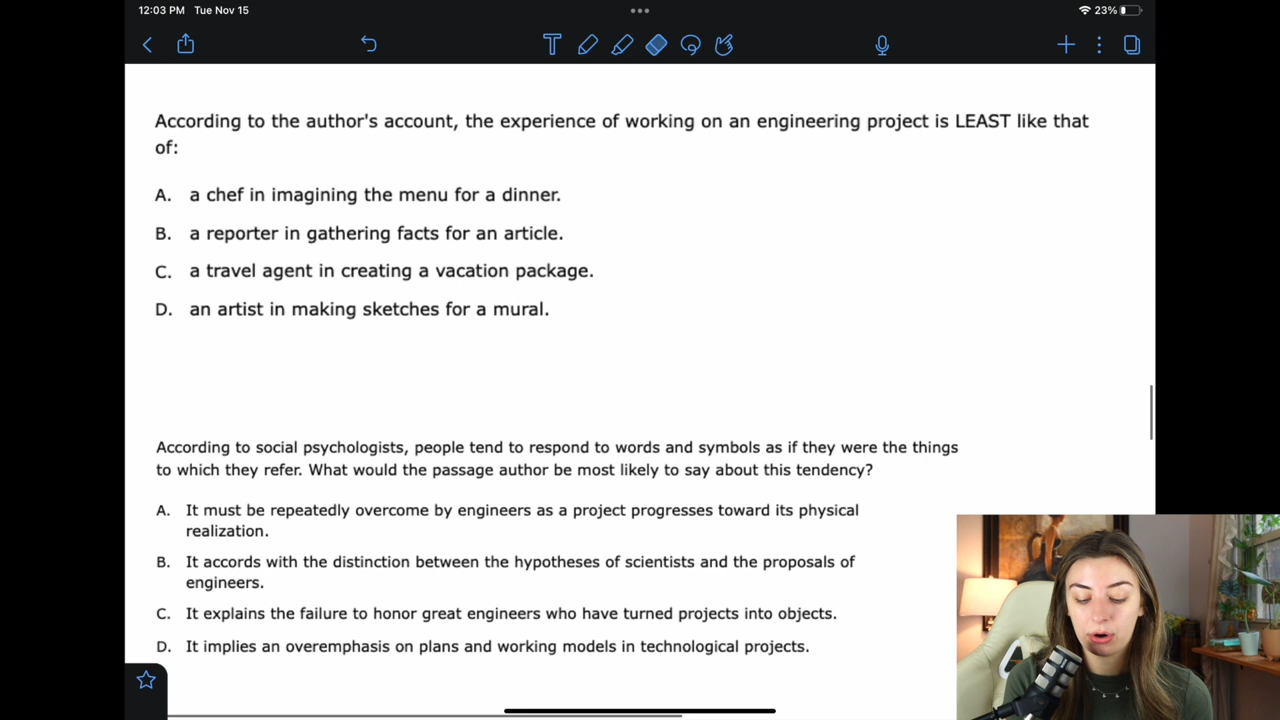 12:03 PM Tue Nov 15
23%
According to the author's account, the experience of working on an engineering project is LEAST like that
of:
A. a chef in imagining the menu for a dinner.
B. a reporter in gathering facts for an article.
C. a travel agent in creating a vacation package.
D. an artist in making sketches for a mural.
According to social psychologists, people tend to respond to words and symbols as if they were the things
to which they refer. What would the passage author be most likely to say about this tendency?
A. It must be repeatedly overcome by engineers as a project progresses toward its physical
realization.
B. It accords with the distinction between the hypotheses of scientists and the proposals of
engineers.
C. It explains the failure to honor great engineers who have turned projects into objects.
D. It implies an overemphasis on plans and working models in technological projects.